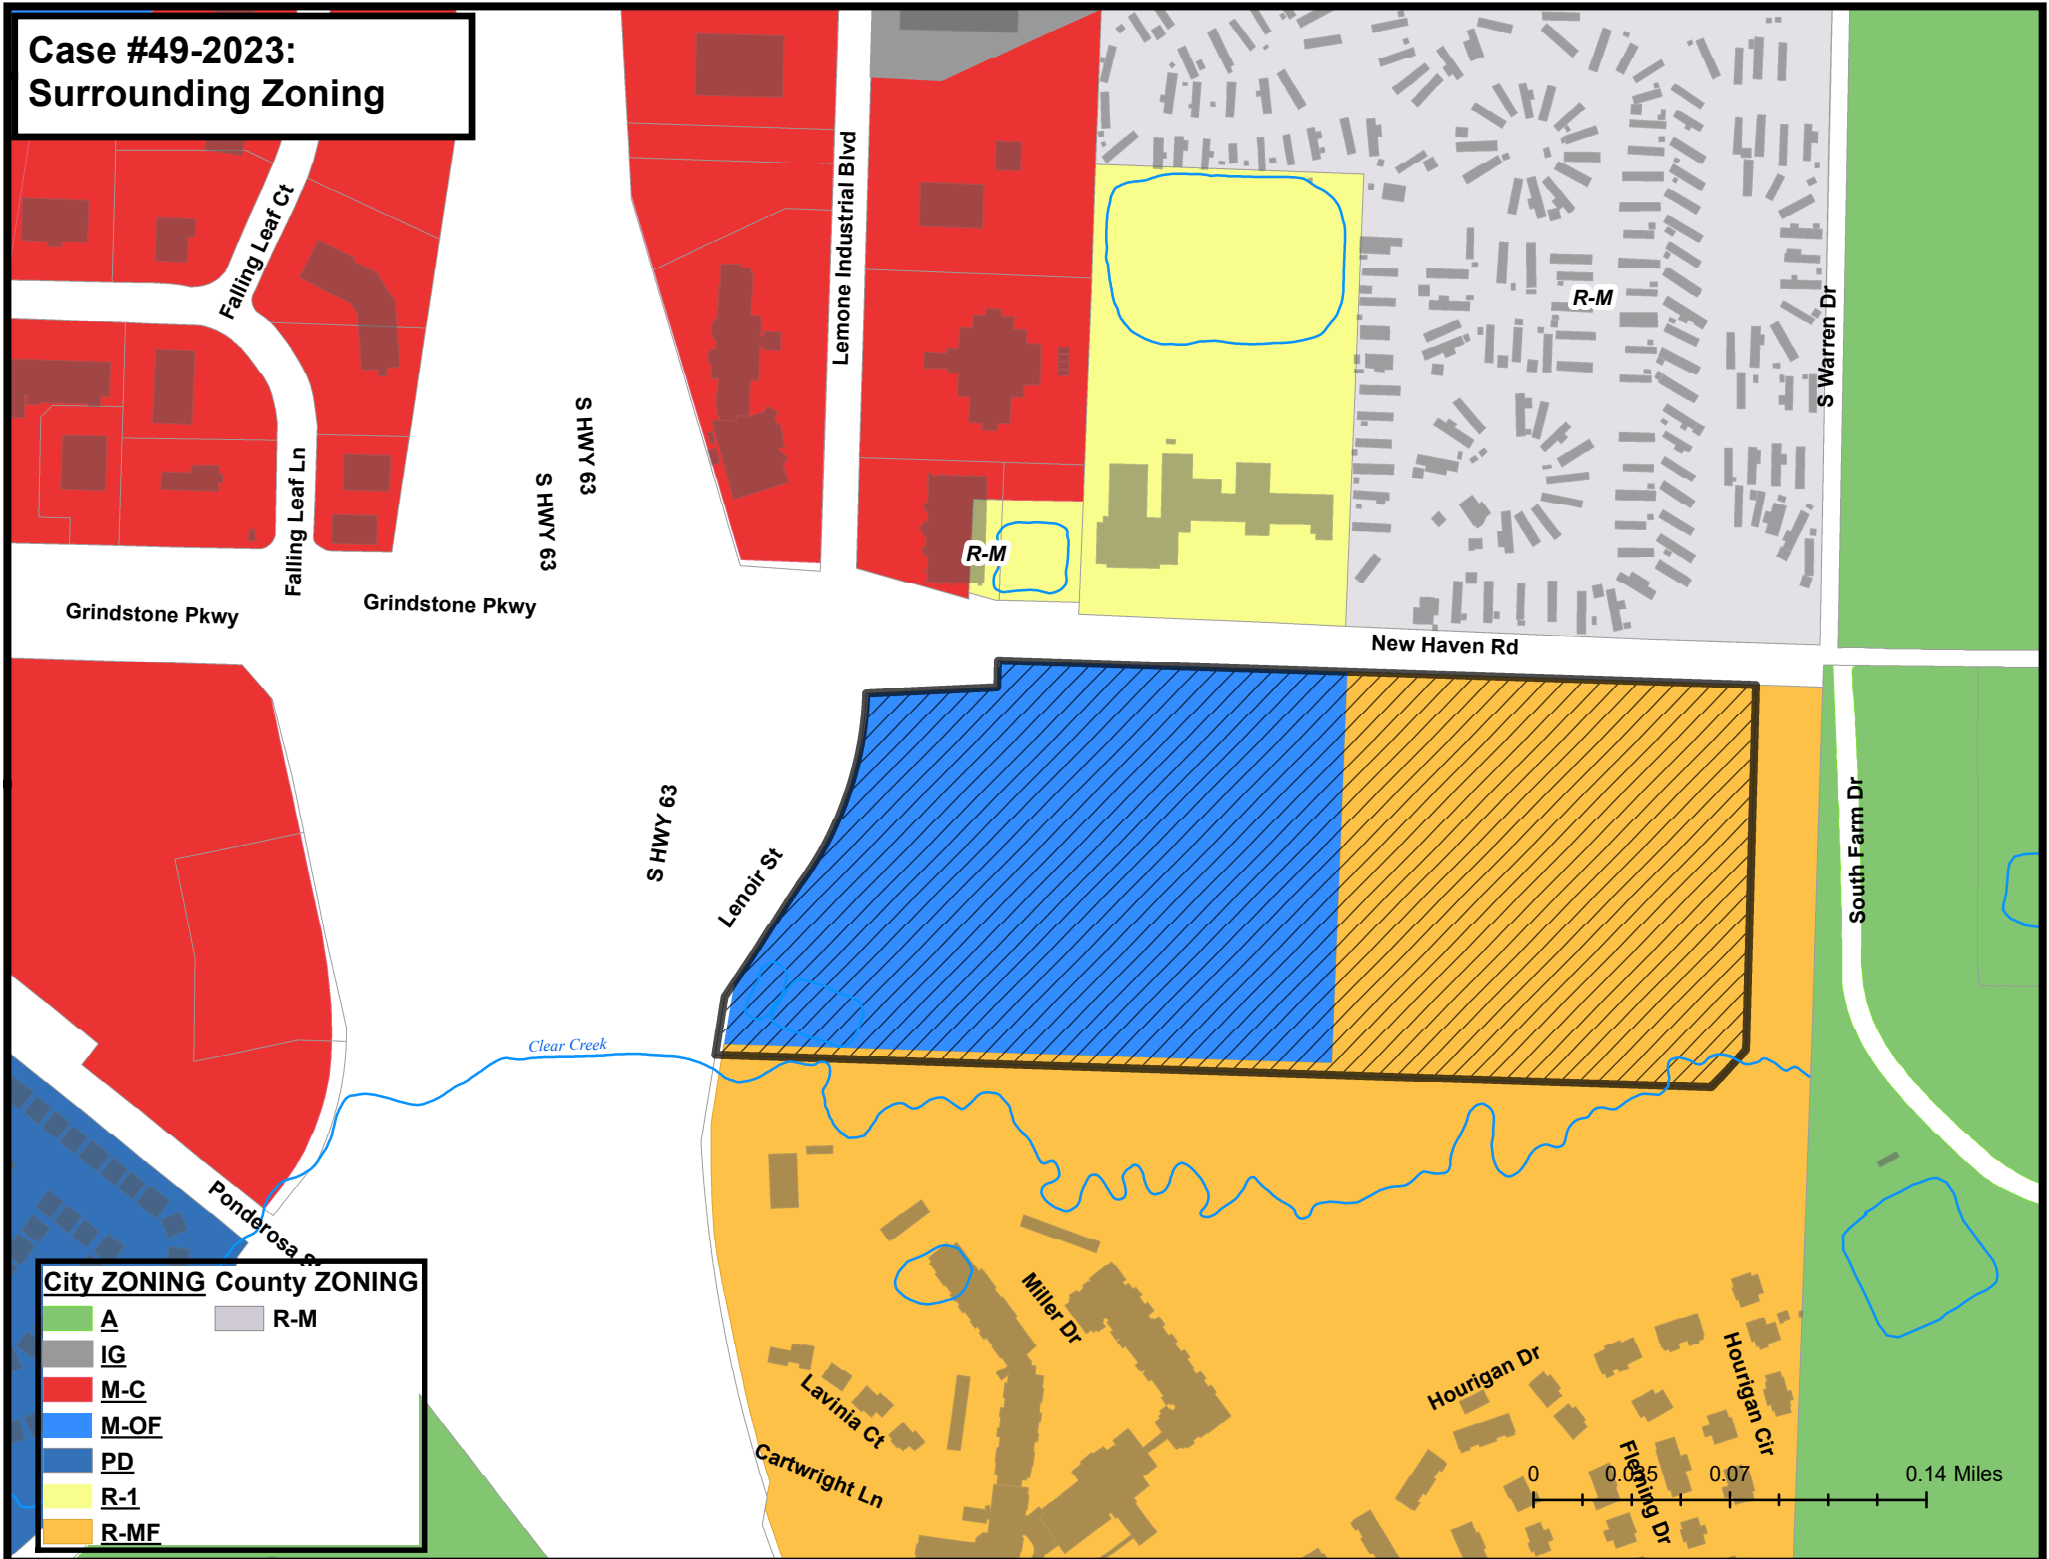 Case #49-2023:
Surrounding Zoning
Falling Leaf Ct
Lemone Industrial Blvd
R-M
S Warren Dr
S HWY 63
S HWY 63
Falling Leaf Ln
R-M
Grindstone Pkwy
Grindstone Pkwy
New Haven Rd
S HWY 63
Lenoir St
South Farm Dr
Clear Creek
Ponderosa
Miller Dr
Lavinia Ct
Cartwright Ln
Hourigan Dr
Hourigan Cir
Fleming Dr
City ZONING County ZONING
A R-M
IG
M-C
M-OF
PD
R-1
R-MF
0 0.035 0.07 0.14 Miles